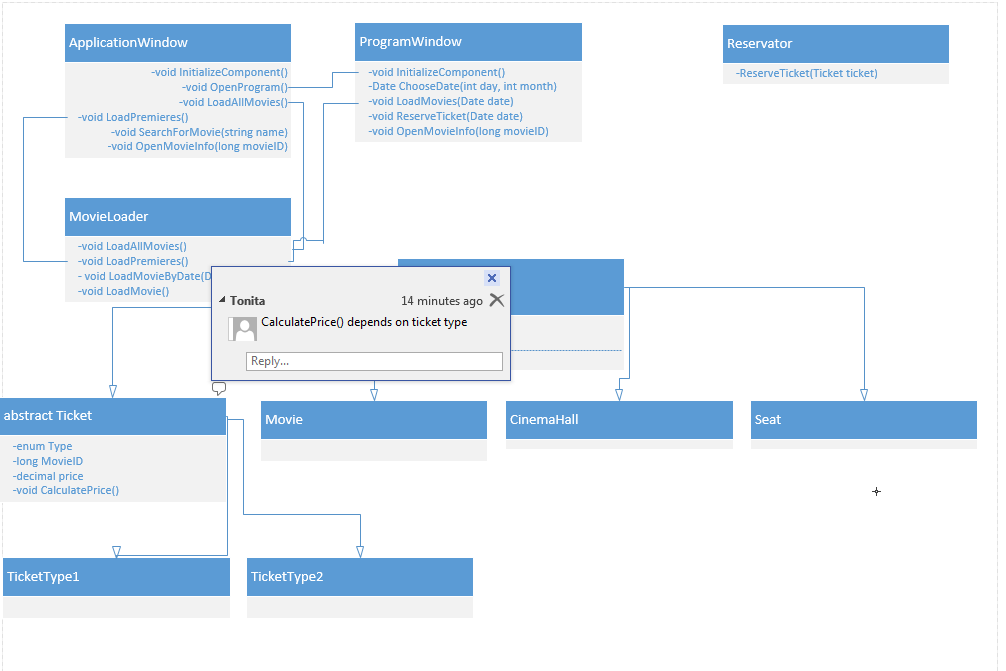 ApplicationWindow
-void InitializeComponent()
-void OpenProgram()
-void LoadAllMovies()
-void LoadPremieres()
-void SearchForMovie(string name)
-void OpenMovieInfo(long movieID)
ProgramWindow
-void InitializeComponent()
-Date ChooseDate(int day, int month)
-void LoadMovies(Date date)
-void ReserveTicket(Date date)
-void OpenMovieInfo(long movieID)
Reservator
-ReserveTicket(Ticket ticket)
MovieLoader
-void LoadAllMovies()
-void LoadPremieres()
- void LoadMovieByDate(D
-void LoadMovie()
Tonita
14 minutes ago
CalculatePrice() depends on ticket type
Reply...
abstract Ticket
-enum Type
-long MovieID
-decimal price
-void CalculatePrice()
Movie
CinemaHall
Seat
TicketType1
TicketType2